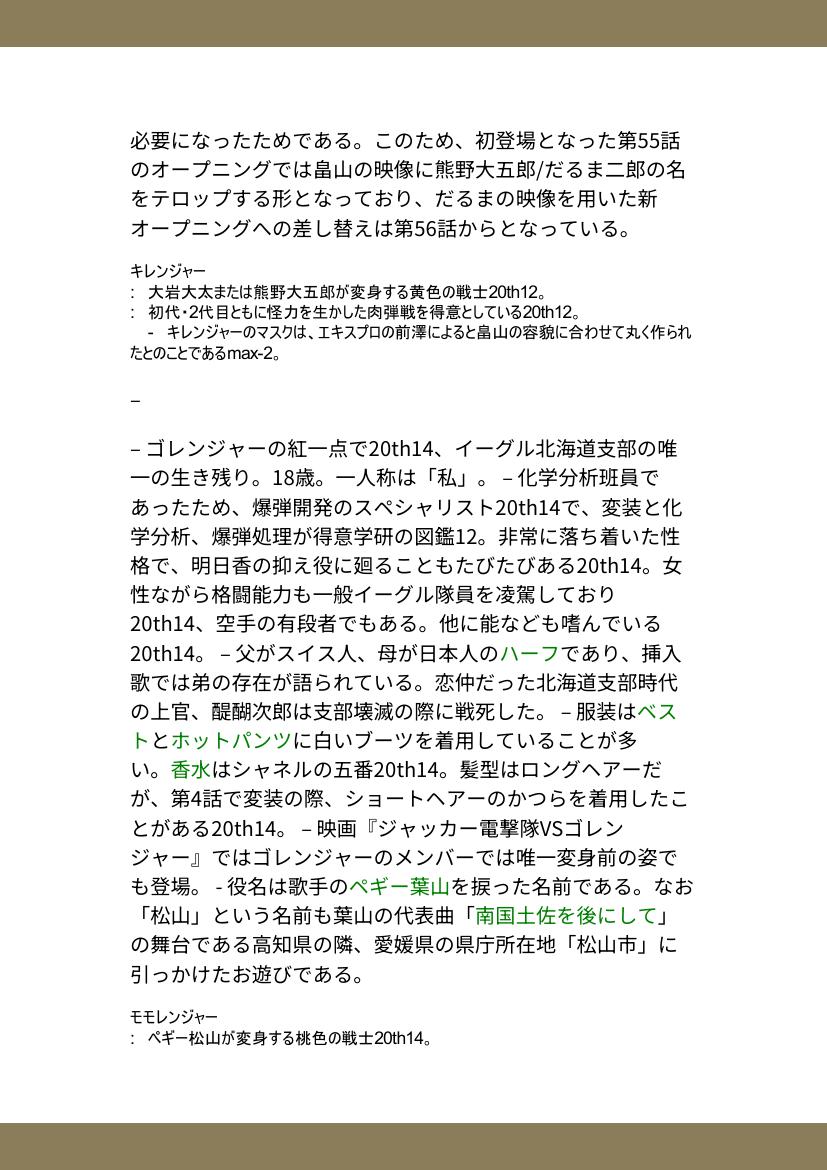 必要になったためである。このため、初登場となった第55話
のオープニングでは畠山の映像に熊野大五郎/だるま二郎の名
をテロップする形となっており、だるまの映像を用いた新
オープニングへの差し替えは第56話からとなっている。
キレンジャー
: 大岩大太または熊野大五郎が変身する黄色の戦士20th12。
: 初代・2代目ともに怪力を生かした肉弾戦を得意としている20th12。
- キレンジャーのマスクは、エキスプロの前澤によると畠山の容貌に合わせて丸く作られ
たとのことであるmax-2。
–
– ゴレンジャーの紅一点で20th14、イーグル北海道支部の唯
一の生き残り。18歳。一人称は「私」。 – 化学分析班員で
あったため、爆弾開発のスペシャリスト20th14で、変装と化
学分析、爆弾処理が得意学研の図鑑12。非常に落ち着いた性
格で、明日香の抑え役に廻ることもたびたびある20th14。女
性ながら格闘能力も一般イーグル隊員を凌駕しており
20th14、空手の有段者でもある。他に能なども嗜んでいる
20th14。 – 父がスイス人、母が日本人のハーフであり、挿入
歌では弟の存在が語られている。恋仲だった北海道支部時代
の上官、醍醐次郎は支部壊滅の際に戦死した。 – 服装はベス
トとホットパンツに白いブーツを着用していることが多
い。香水はシャネルの五番20th14。髪型はロングヘアーだ
が、第4話で変装の際、ショートヘアーのかつらを着用したこ
とがある20th14。 – 映画『ジャッカー電撃隊VSゴレン
ジャー』ではゴレンジャーのメンバーでは唯一変身前の姿で
も登場。 - 役名は歌手のペギー葉山を捩った名前である。なお
「松山」という名前も葉山の代表曲「南国土佐を後にして」
の舞台である高知県の隣、愛媛県の県庁所在地「松山市」に
引っかけたお遊びである。
モモレンジャー
: ペギー松山が変身する桃色の戦士20th14。